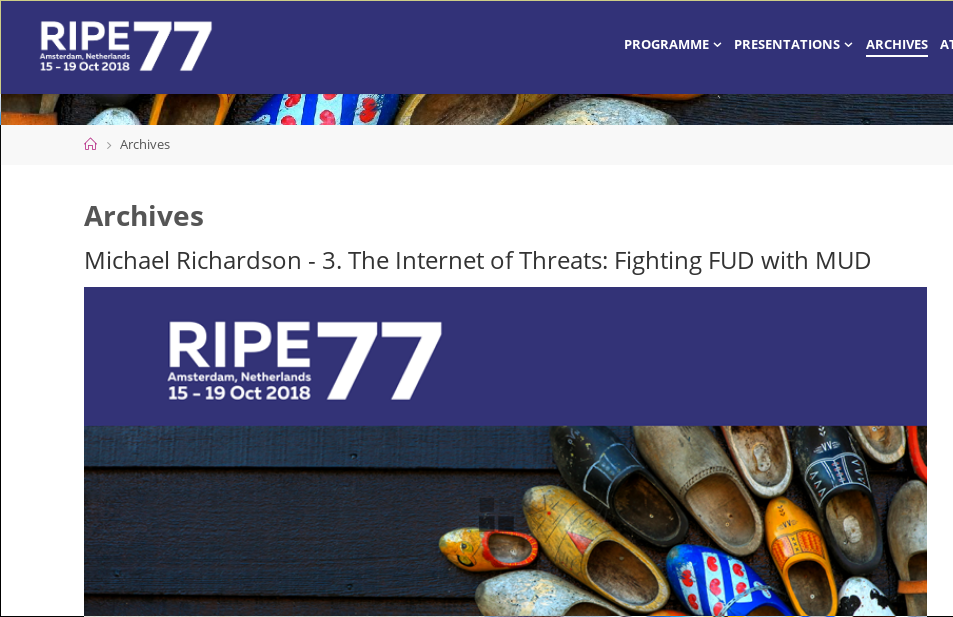 RIPE 77
Amsterdam, Netherlands
15 - 19 Oct 2018
PROGRAMME PRESENTATIONS ARCHIVES AT
Archives
Archives
Michael Richardson - 3. The Internet of Threats: Fighting FUD with MUD
RIPE 77
Amsterdam, Netherlands
15 - 19 Oct 2018